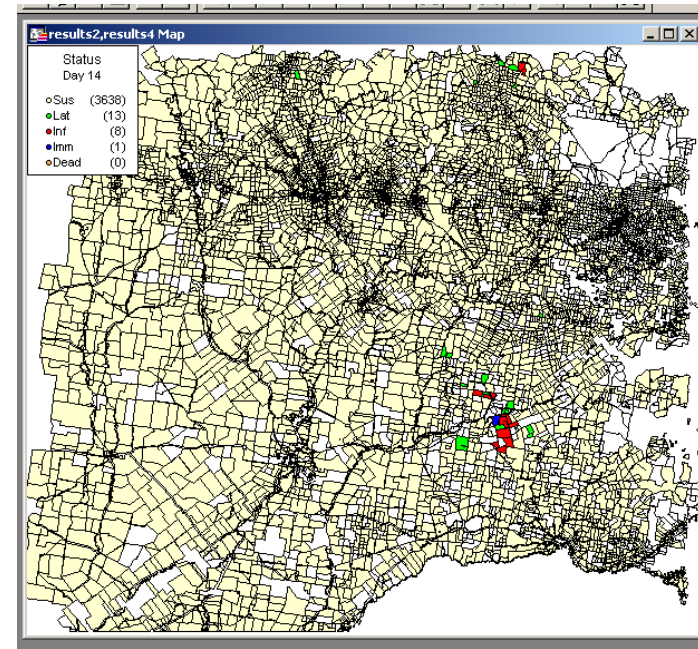 results2,results4 Map
Status
Day 14
Sus (3638)
Lat (13)
Inf (8)
Imm (1)
Dead (0)